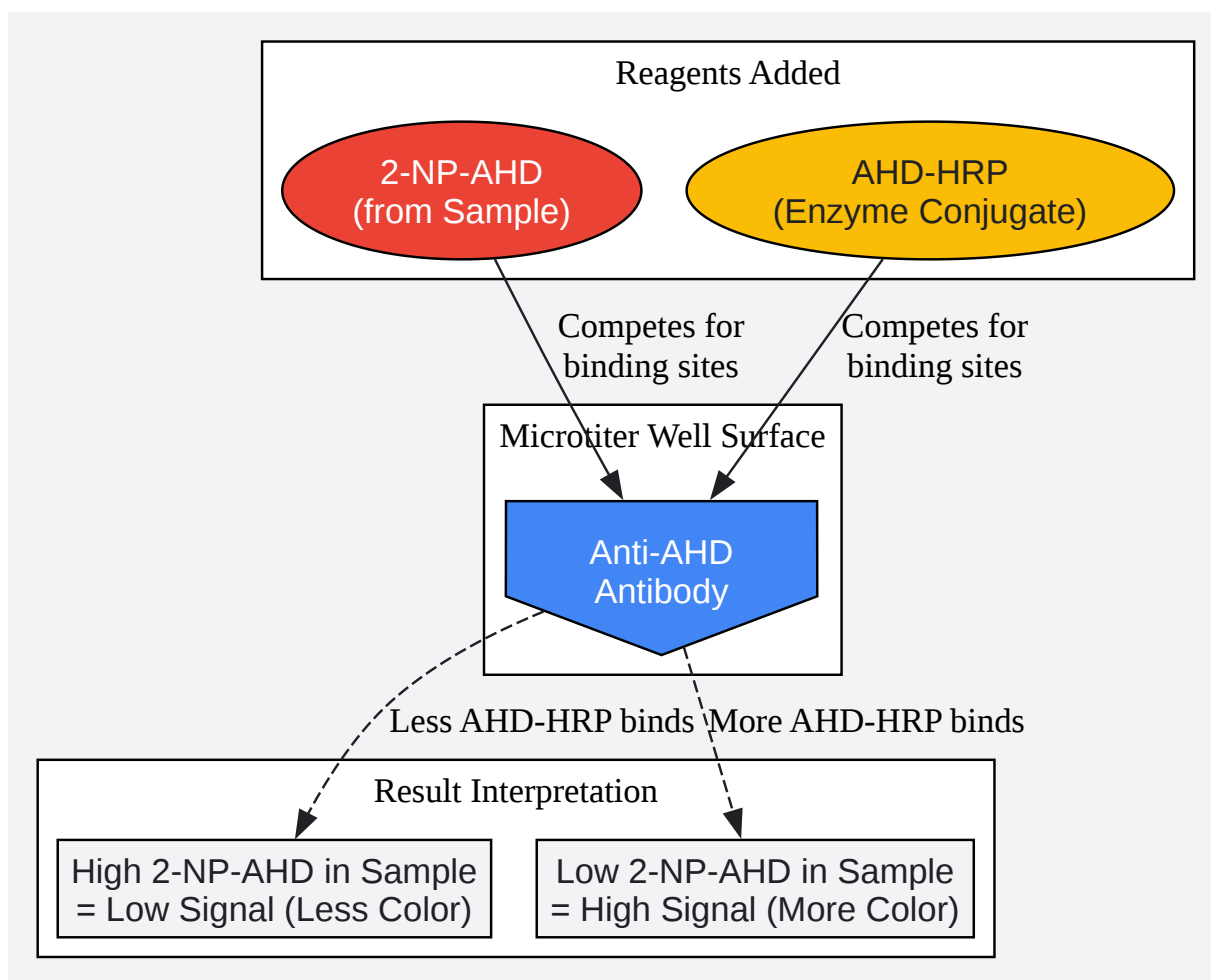 Reagents Added
2-NP-AHD
(from Sample)
AHD-HRP
(Enzyme Conjugate)
Competes for
binding sites
Competes for
binding sites
Microtiter Well Surface
Anti-AHD
Antibody
Less AHD-HRP binds
More AHD-HRP binds
Result Interpretation
High 2-NP-AHD in Sample
= Low Signal (Less Color)
Low 2-NP-AHD in Sample
= High Signal (More Color)